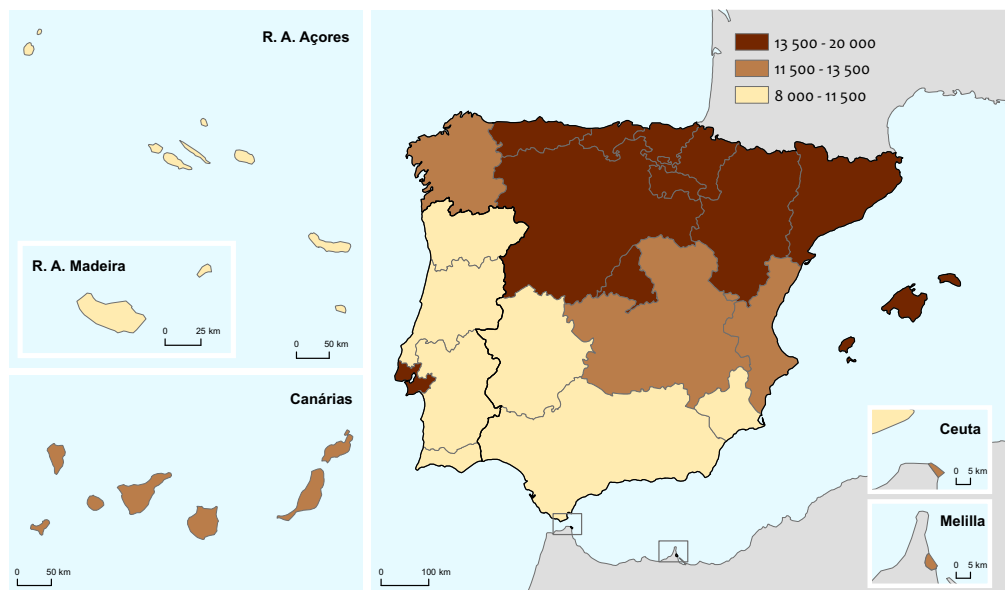 R. A. Açores
R. A. Madeira
0 25 km
0 50 km
Canárias
0 50 km
13 500 - 20 000
11 500 - 13 500
8 000 - 11 500
0 100 km
Ceuta
0 5 km
Melilla
0 5 km